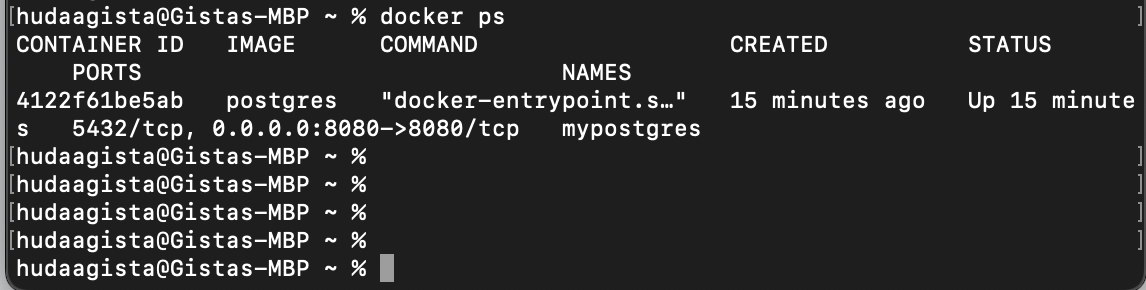 [hudaagista@Gistas-MBP ~ % docker ps ]
CONTAINER ID   IMAGE      COMMAND                  CREATED          STATUS
    PORTS                              NAMES
4122f61be5ab   postgres   "docker-entrypoint.s…"   15 minutes ago   Up 15 minute
s   5432/tcp, 0.0.0.0:8080->8080/tcp   mypostgres
[hudaagista@Gistas-MBP ~ % ]
[hudaagista@Gistas-MBP ~ % ]
[hudaagista@Gistas-MBP ~ % ]
[hudaagista@Gistas-MBP ~ % ]
hudaagista@Gistas-MBP ~ %